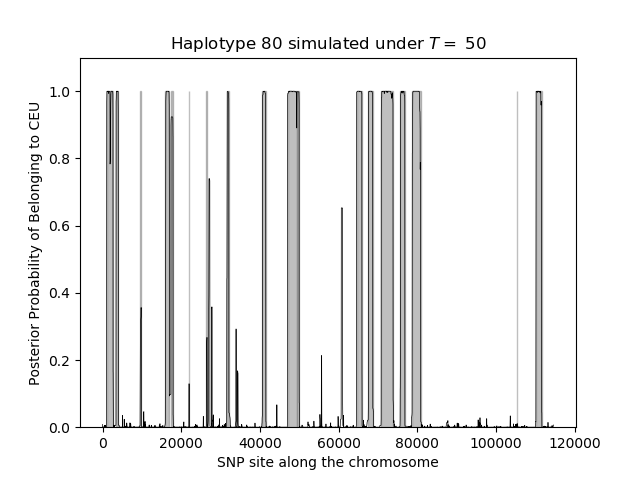 Haplotype 80 simulated under T = 50
Posterior Probability of Belonging to CEU
1.0
0.8
0.6
0.4
0.2
0.0
0 20000 40000 60000 80000 100000 120000
SNP site along the chromosome